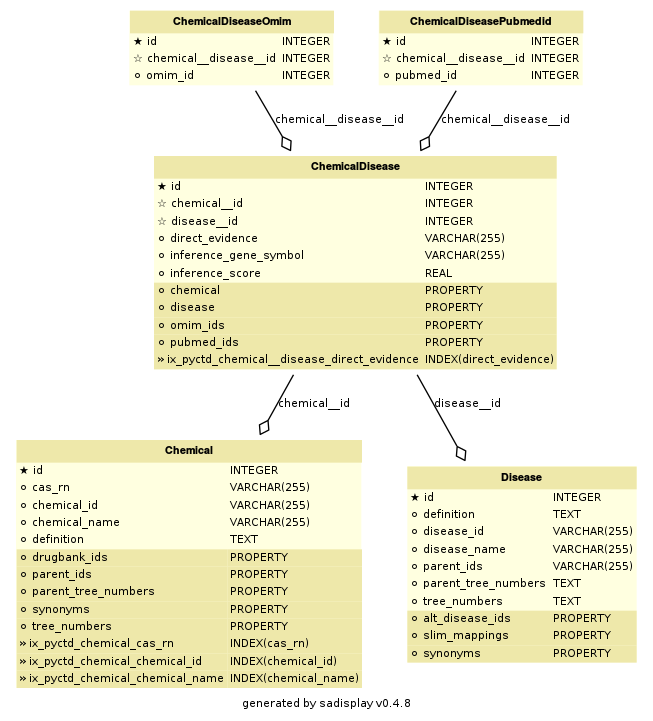 ChemicalDiseaseOmim
★ id INTEGER
☆ chemical__disease__id INTEGER
⚬ omim_id INTEGER
ChemicalDiseasePubmedid
★ id INTEGER
☆ chemical__disease__id INTEGER
⚬ pubmed_id INTEGER
chemical__disease__id
chemical__disease__id
ChemicalDisease
★ id INTEGER
☆ chemical__id INTEGER
☆ disease__id INTEGER
⚬ direct_evidence VARCHAR(255)
⚬ inference_gene_symbol VARCHAR(255)
⚬ inference_score REAL
⚬ chemical PROPERTY
⚬ disease PROPERTY
⚬ omim_ids PROPERTY
⚬ pubmed_ids PROPERTY
» ix_pyctd_chemical__disease_direct_evidence INDEX(direct_evidence)
chemical__id
disease__id
Chemical
★ id INTEGER
⚬ cas_rn VARCHAR(255)
⚬ chemical_id VARCHAR(255)
⚬ chemical_name VARCHAR(255)
⚬ definition TEXT
⚬ drugbank_ids PROPERTY
⚬ parent_ids PROPERTY
⚬ parent_tree_numbers PROPERTY
⚬ synonyms PROPERTY
⚬ tree_numbers PROPERTY
» ix_pyctd_chemical_cas_rn INDEX(cas_rn)
» ix_pyctd_chemical_chemical_id INDEX(chemical_id)
» ix_pyctd_chemical_chemical_name INDEX(chemical_name)
Disease
★ id INTEGER
⚬ definition TEXT
⚬ disease_id VARCHAR(255)
⚬ disease_name VARCHAR(255)
⚬ parent_ids VARCHAR(255)
⚬ parent_tree_numbers TEXT
⚬ tree_numbers TEXT
⚬ alt_disease_ids PROPERTY
⚬ slim_mappings PROPERTY
⚬ synonyms PROPERTY
generated by sadisplay v0.4.8